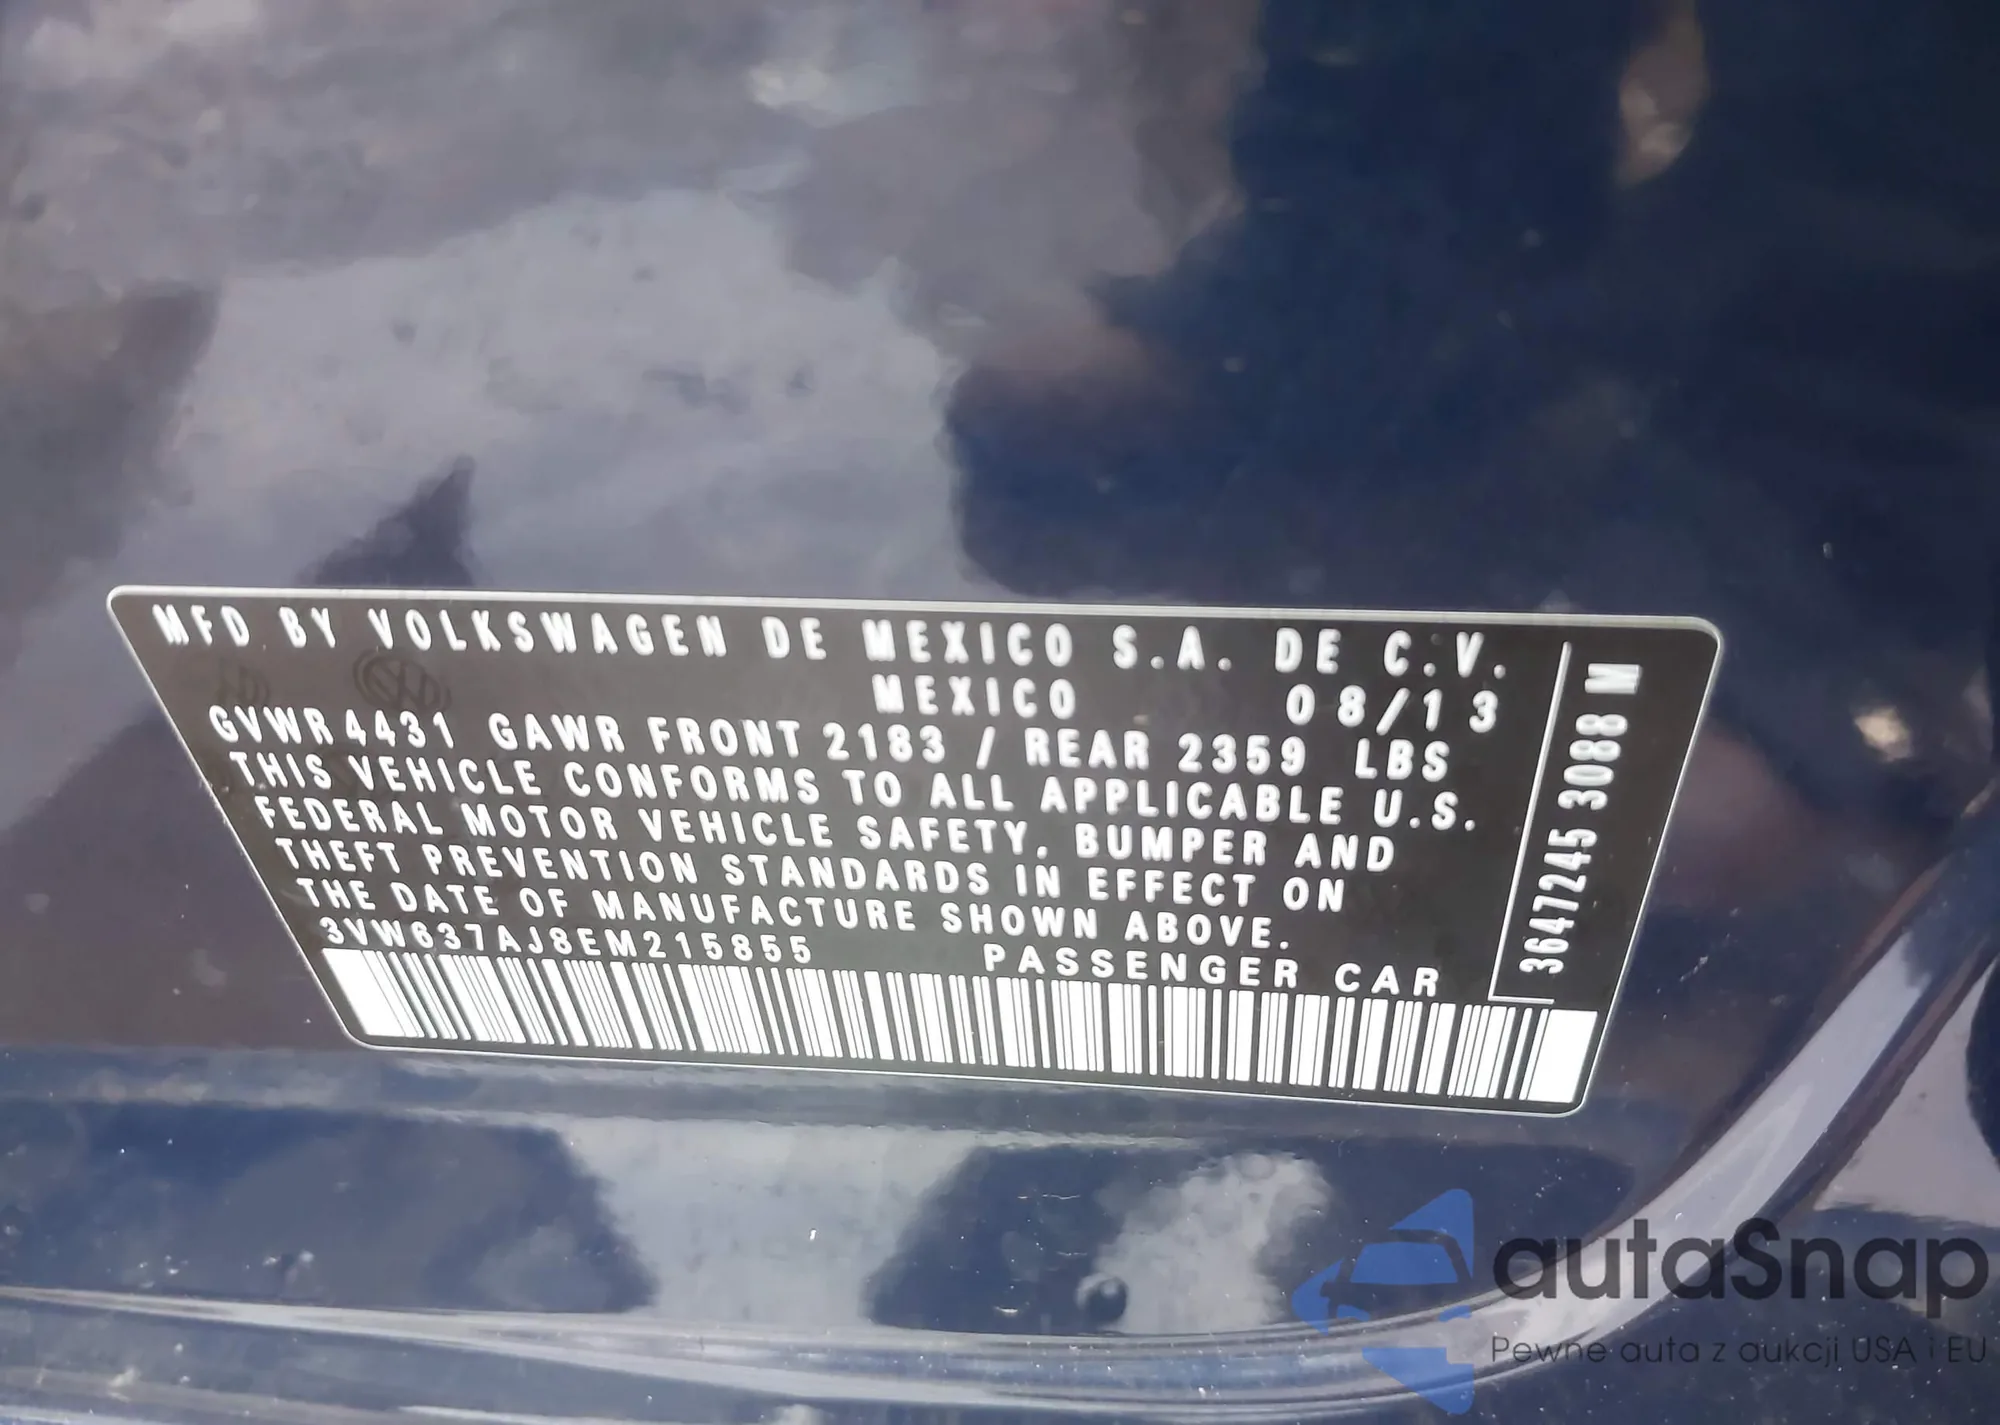 MFD BY VOLKSWAGEN DE MEXICO S.A. DE C.V.
MEXICO 08/13
GVWR 4431 GAWR FRONT 2183 / REAR 2359 LBS
THIS VEHICLE CONFORMS TO ALL APPLICABLE U.S.
FEDERAL MOTOR VEHICLE SAFETY, BUMPER AND
THEFT PREVENTION STANDARDS IN EFFECT ON
THE DATE OF MANUFACTURE SHOWN ABOVE.
3VW637AJ8EM215855 PASSENGER CAR
3647245 3088 M
autaSnap
Pewne auta z aukcji USA i EU